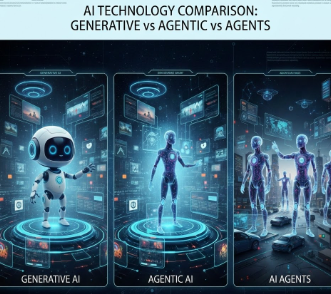 AI TECHNOLOGY COMPARISON:
GENERATIVE vs AGENTIC vs AGENTS
GENERATIVE AI
AGENTIC AI
AI AGENTS